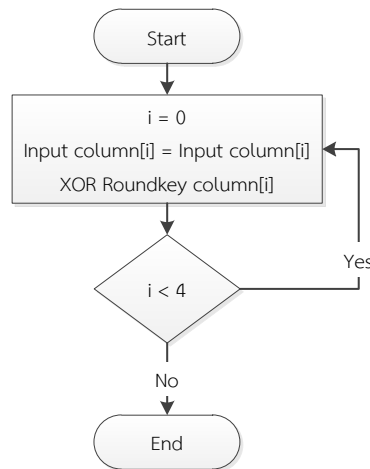 Start
i = 0
Input column[i] = Input column[i]
XOR Roundkey column[i]
i < 4
Yes
No
End